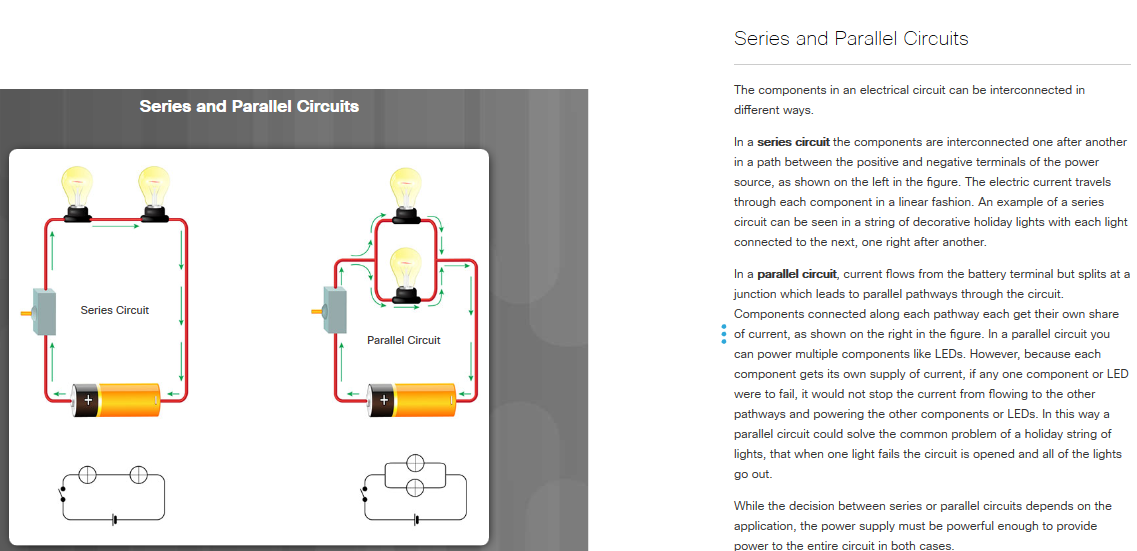 Series and Parallel Circuits
Series Circuit
Parallel Circuit
+
+
Series and Parallel Circuits
The components in an electrical circuit can be interconnected in
different ways.
In a series circuit the components are interconnected one after another
in a path between the positive and negative terminals of the power
source, as shown on the left in the figure. The electric current travels
through each component in a linear fashion. An example of a series
circuit can be seen in a string of decorative holiday lights with each light
connected to the next, one right after another.
In a parallel circuit, current flows from the battery terminal but splits at a
junction which leads to parallel pathways through the circuit.
Components connected along each pathway each get their own share
of current, as shown on the right in the figure. In a parallel circuit you
can power multiple components like LEDs. However, because each
component gets its own supply of current, if any one component or LED
were to fail, it would not stop the current from flowing to the other
pathways and powering the other components or LEDs. In this way a
parallel circuit could solve the common problem of a holiday string of
lights, that when one light fails the circuit is opened and all of the lights
go out.
While the decision between series or parallel circuits depends on the
application, the power supply must be powerful enough to provide
power to the entire circuit in both cases.